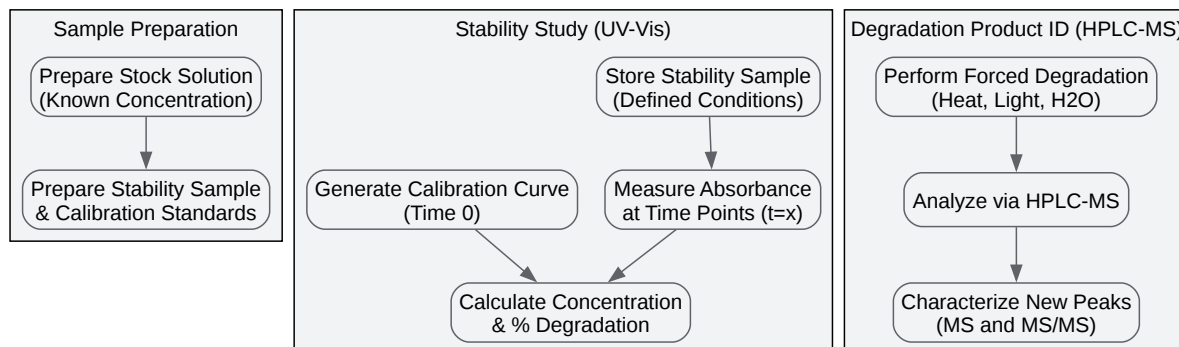 Sample Preparation
Prepare Stock Solution
(Known Concentration)
Prepare Stability Sample
& Calibration Standards
Stability Study (UV-Vis)
Store Stability Sample
(Defined Conditions)
Generate Calibration Curve
(Time 0)
Measure Absorbance
at Time Points (t=x)
Calculate Concentration
& % Degradation
Degradation Product ID (HPLC-MS)
Perform Forced Degradation
(Heat, Light, H2O)
Analyze via HPLC-MS
Characterize New Peaks
(MS and MS/MS)